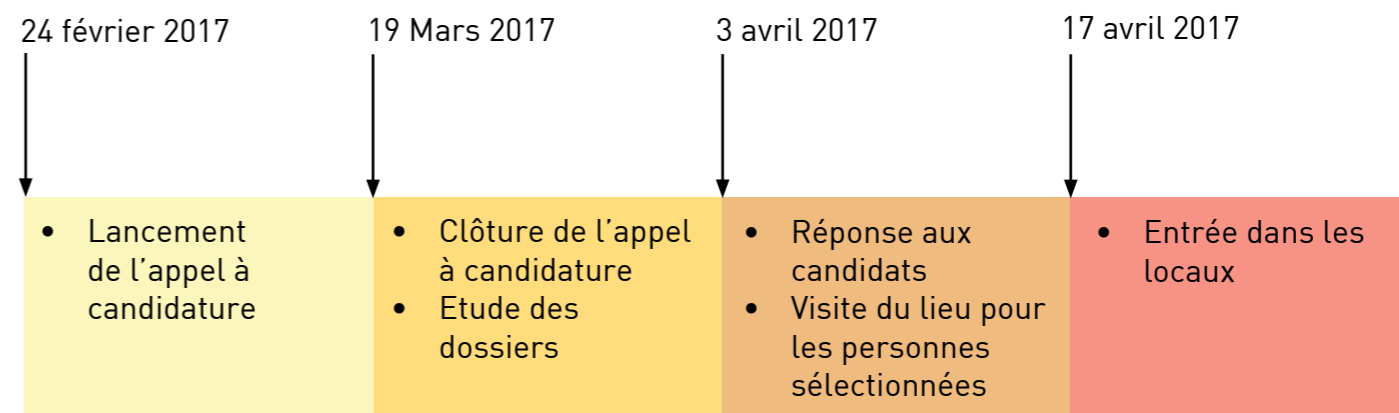 24 février 2017
19 Mars 2017
3 avril 2017
17 avril 2017
• Lancement
de l’appel à
candidature
• Clôture de l’appel
à candidature
• Etude des
dossiers
• Réponse aux
candidats
• Visite du lieu pour
les personnes
sélectionnées
• Entrée dans les
locaux